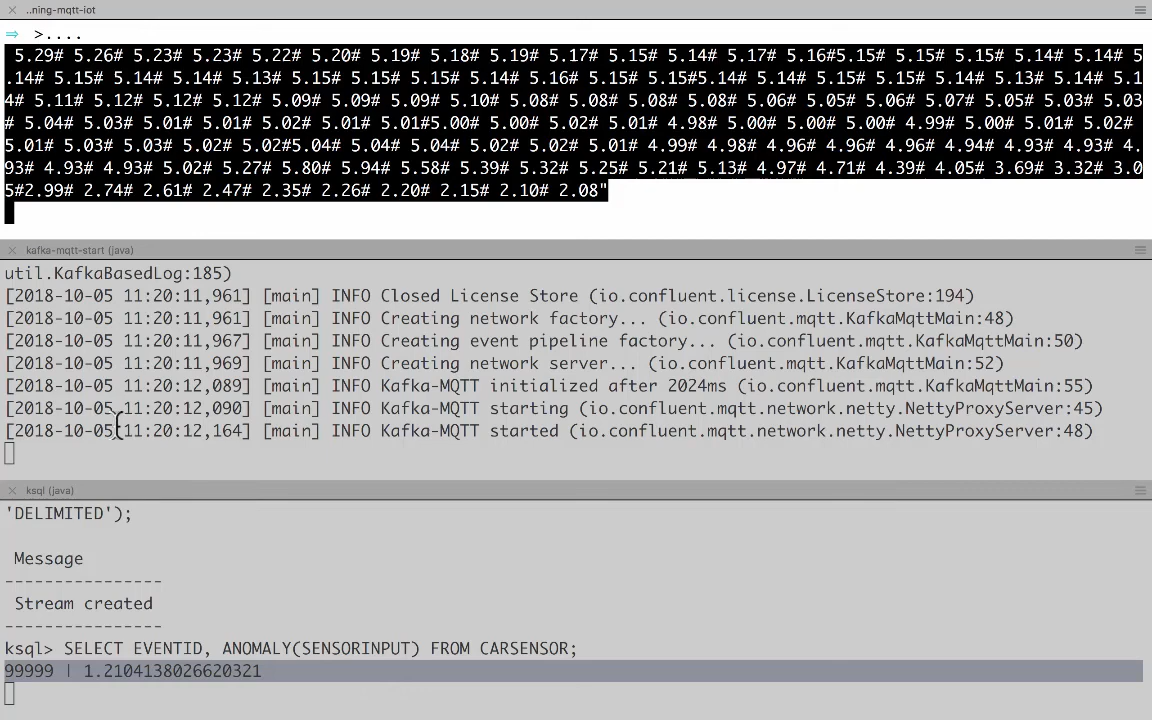 ..ning-mqtt-iot
⇒ >....
5.29# 5.26# 5.23# 5.23# 5.22# 5.20# 5.19# 5.18# 5.19# 5.17# 5.15# 5.14# 5.17# 5.16#5.15# 5.15# 5.15# 5.14# 5.14# 5
.14# 5.15# 5.14# 5.14# 5.13# 5.15# 5.15# 5.15# 5.14# 5.16# 5.15# 5.15#5.14# 5.14# 5.15# 5.15# 5.14# 5.13# 5.14# 5.1
4# 5.11# 5.12# 5.12# 5.12# 5.09# 5.09# 5.09# 5.10# 5.08# 5.08# 5.08# 5.08# 5.06# 5.05# 5.06# 5.07# 5.05# 5.03# 5.03
# 5.04# 5.03# 5.01# 5.01# 5.02# 5.01# 5.01#5.00# 5.00# 5.02# 5.01# 4.98# 5.00# 5.00# 5.00# 4.99# 5.00# 5.01# 5.02#
5.01# 5.03# 5.03# 5.02# 5.02#5.04# 5.04# 5.04# 5.02# 5.02# 5.01# 4.99# 4.98# 4.96# 4.96# 4.96# 4.94# 4.93# 4.93# 4.
93# 4.93# 4.93# 5.02# 5.27# 5.80# 5.94# 5.58# 5.39# 5.32# 5.25# 5.21# 5.13# 4.97# 4.71# 4.39# 4.05# 3.69# 3.32# 3.0
5#2.99# 2.74# 2.61# 2.47# 2.35# 2.26# 2.20# 2.15# 2.10# 2.08"
kafka-mqtt-start (java)
util.KafkaBasedLog:185)
[2018-10-05 11:20:11,961] [main] INFO Closed License Store (io.confluent.license.LicenseStore:194)
[2018-10-05 11:20:11,961] [main] INFO Creating network factory... (io.confluent.mqtt.KafkaMqttMain:48)
[2018-10-05 11:20:11,967] [main] INFO Creating event pipeline factory... (io.confluent.mqtt.KafkaMqttMain:50)
[2018-10-05 11:20:11,969] [main] INFO Creating network server... (io.confluent.mqtt.KafkaMqttMain:52)
[2018-10-05 11:20:12,089] [main] INFO Kafka-MQTT initialized after 2024ms (io.confluent.mqtt.KafkaMqttMain:55)
[2018-10-05 11:20:12,090] [main] INFO Kafka-MQTT starting (io.confluent.mqtt.network.netty.NettyProxyServer:45)
[2018-10-05 11:20:12,164] [main] INFO Kafka-MQTT started (io.confluent.mqtt.network.netty.NettyProxyServer:48)
ksql (java)
'DELIMITED');
Message
----------------
Stream created
----------------
ksql> SELECT EVENTID, ANOMALY(SENSORINPUT) FROM CARSENSOR;
99999 | 1.2104138026620321